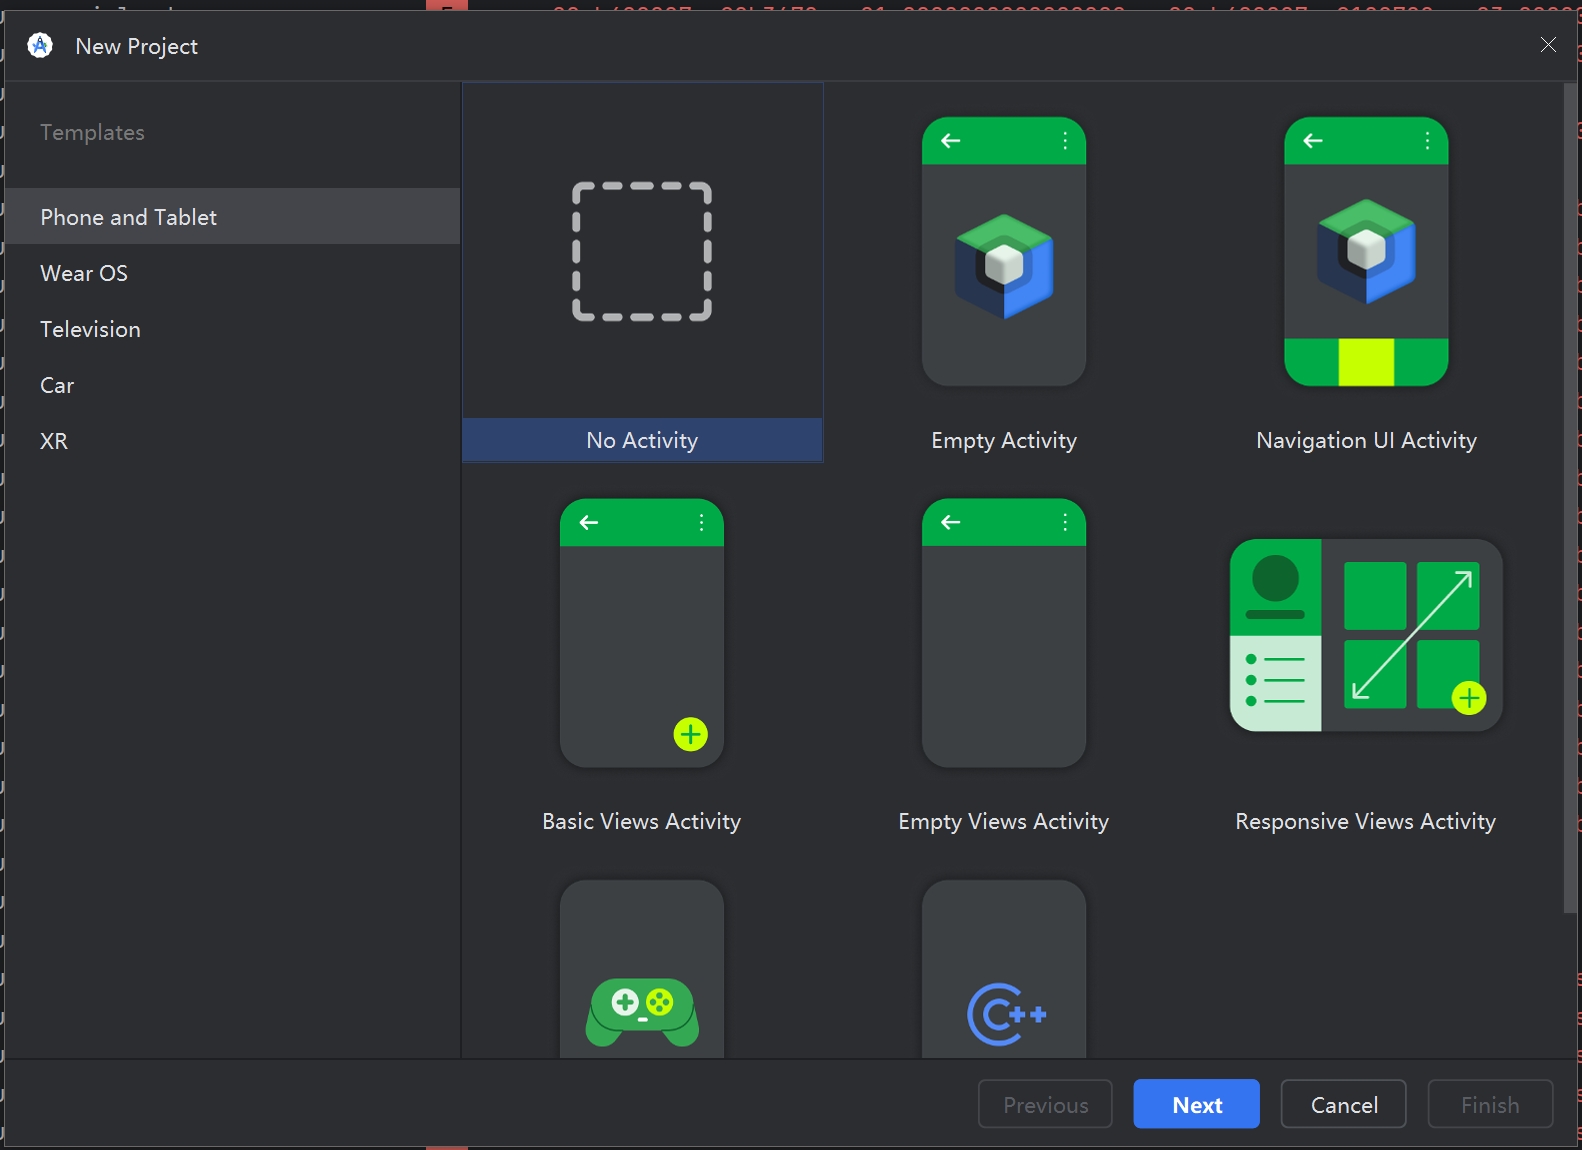 New Project
Templates
Phone and Tablet
Wear OS
Television
Car
XR
No Activity
Empty Activity
Navigation UI Activity
Basic Views Activity
Empty Views Activity
Responsive Views Activity
C++
Previous
Next
Cancel
Finish